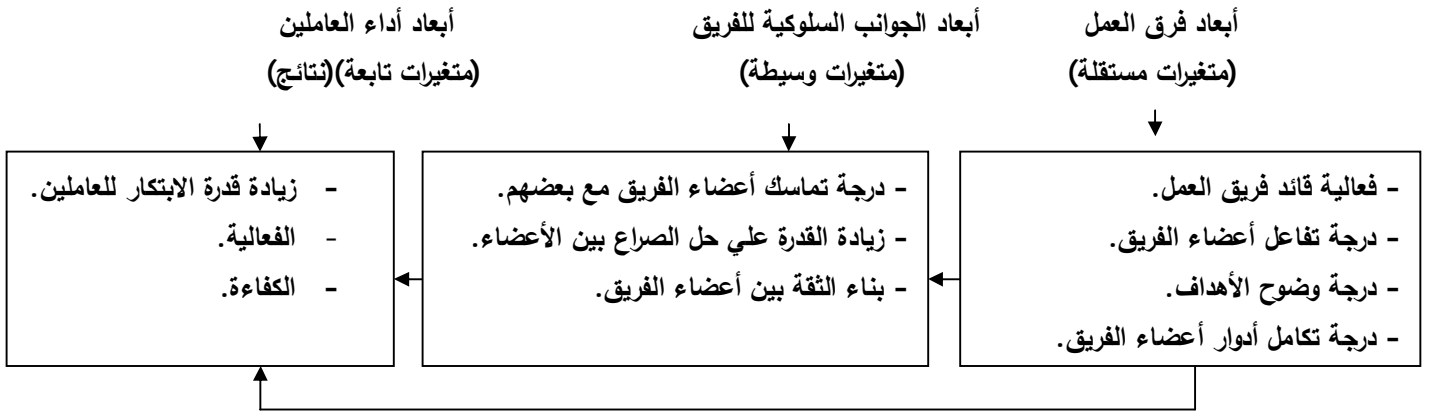 أبعاد فرق العمل
(متغيرات مستقلة)
أبعاد الجوانب السلوكية للفريق
(متغيرات وسيطة)
أبعاد أداء العاملين
(متغيرات تابعة)(نتائج)
- فعالية قائد فريق العمل.
- درجة تفاعل أعضاء الفريق.
- درجة وضوح الأهداف.
- درجة تكامل أدوار أعضاء الفريق.
- درجة تماسك أعضاء الفريق مع بعضهم.
- زيادة القدرة علي حل الصراع بين الأعضاء.
- بناء الثقة بين أعضاء الفريق.
- زيادة قدرة الابتكار للعاملين.
- الفعالية.
- الكفاءة.